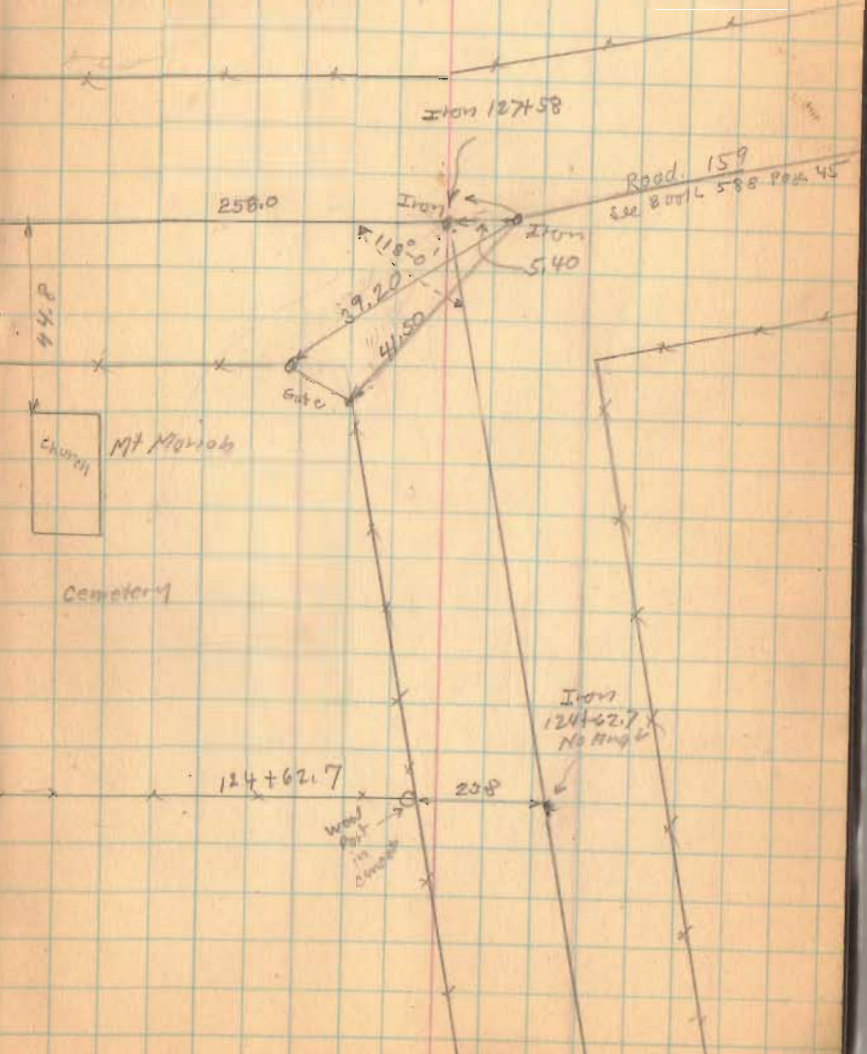 Iron 127+58
258.0
Iron
Road. 159
See Book 588 Page 45
Iron
118°-0'
5.40
39.20
41.50
44.8
Gate
Church
Mt Moriah
Cemetery
Iron
124+62.7
No Angle
124+62.7
23.8
Wood
Post
in